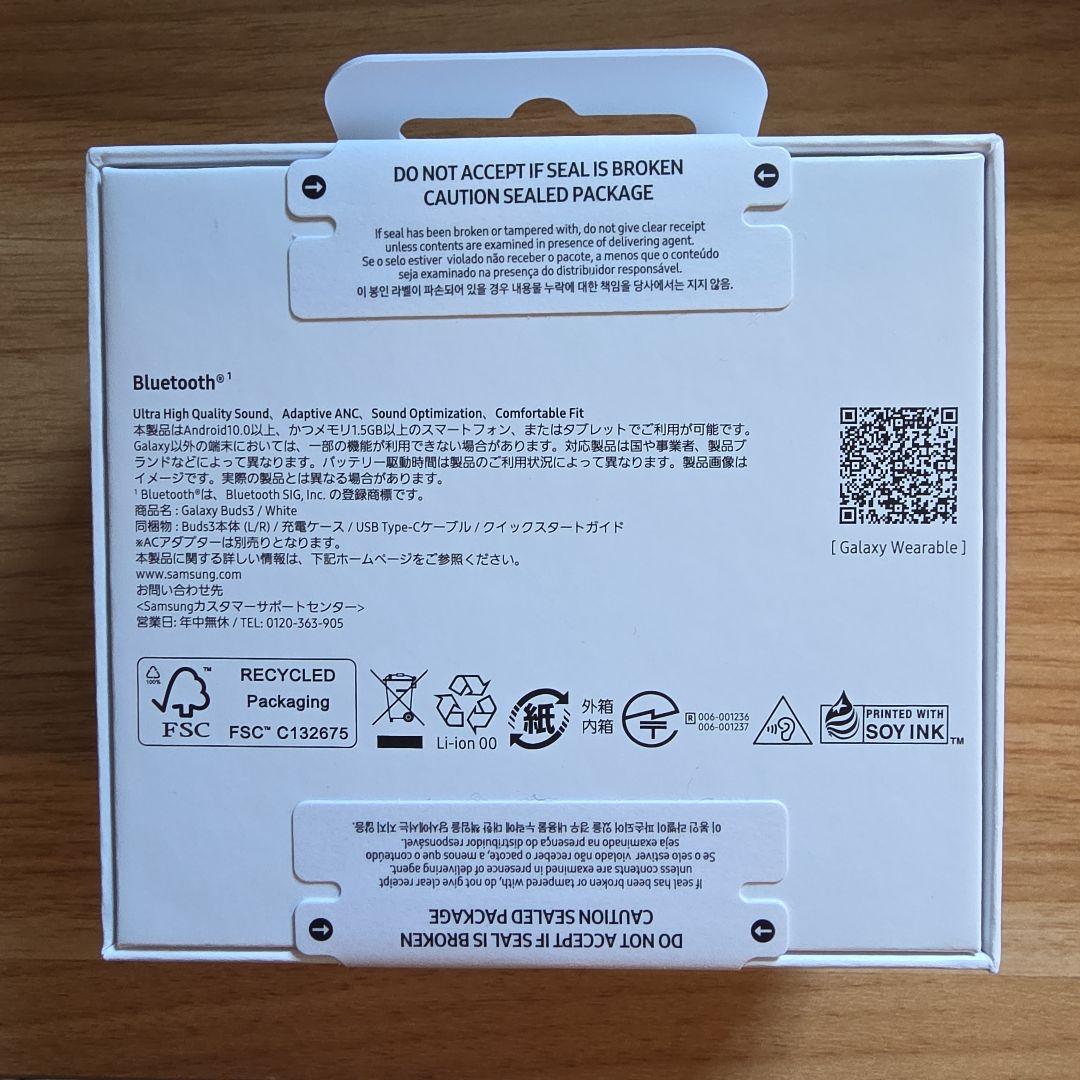 DO NOT ACCEPT IF SEAL IS BROKEN
CAUTION SEALED PACKAGE
If seal has been broken or tampered with, do not give clear receipt
unless contents are examined in presence of delivering agent.
Se o selo estiver violado não receber o pacote, a menos que o conteúdo
seja examinado na presença do distribuidor responsável.
이 봉인 라벨이 파손되어 있을 경우 내용물 누락에 대한 책임을 당사에서는 지지 않음.
Bluetooth®¹
Ultra High Quality Sound、Adaptive ANC、Sound Optimization、Comfortable Fit
本製品はAndroid10.0以上、かつメモリ1.5GB以上のスマートフォン、またはタブレットでご利用が可能です。
Galaxy以外の端末においては、一部の機能が利用できない場合があります。対応製品は国や事業者、製品ブ
ランドなどによって異なります。バッテリー駆動時間は製品のご利用状況によって異なります。製品画像は
イメージです。実際の製品とは異なる場合があります。
¹ Bluetooth®は、Bluetooth SIG, Inc. の登録商標です。
商品名 : Galaxy Buds3 / White
同梱物 : Buds3本体 (L/R) / 充電ケース / USB Type-Cケーブル / クイックスタートガイド
※ACアダプターは別売りとなります。
本製品に関する詳しい情報は、下記ホームページをご参照ください。
www.samsung.com
お問い合わせ先
<Samsungカスタマーサポートセンター>
営業日: 年中無休 / TEL: 0120-363-905
[ Galaxy Wearable ]
100%
FSC
™
RECYCLED
Packaging
FSC™ C132675
Li-ion 00
紙
外箱
内箱
R 006-001236
006-001237
PRINTED WITH
SOY INK™
DO NOT ACCEPT IF SEAL IS BROKEN
CAUTION SEALED PACKAGE
If seal has been broken or tampered with, do not give clear receipt
unless contents are examined in presence of delivering agent.
Se o selo estiver violado não receber o pacote, a menos que o conteúdo
seja examinado na presença do distribuidor responsável.
이 봉인 라벨이 파손되어 있을 경우 내용물 누락에 대한 책임을 당사에서는 지지 않음.